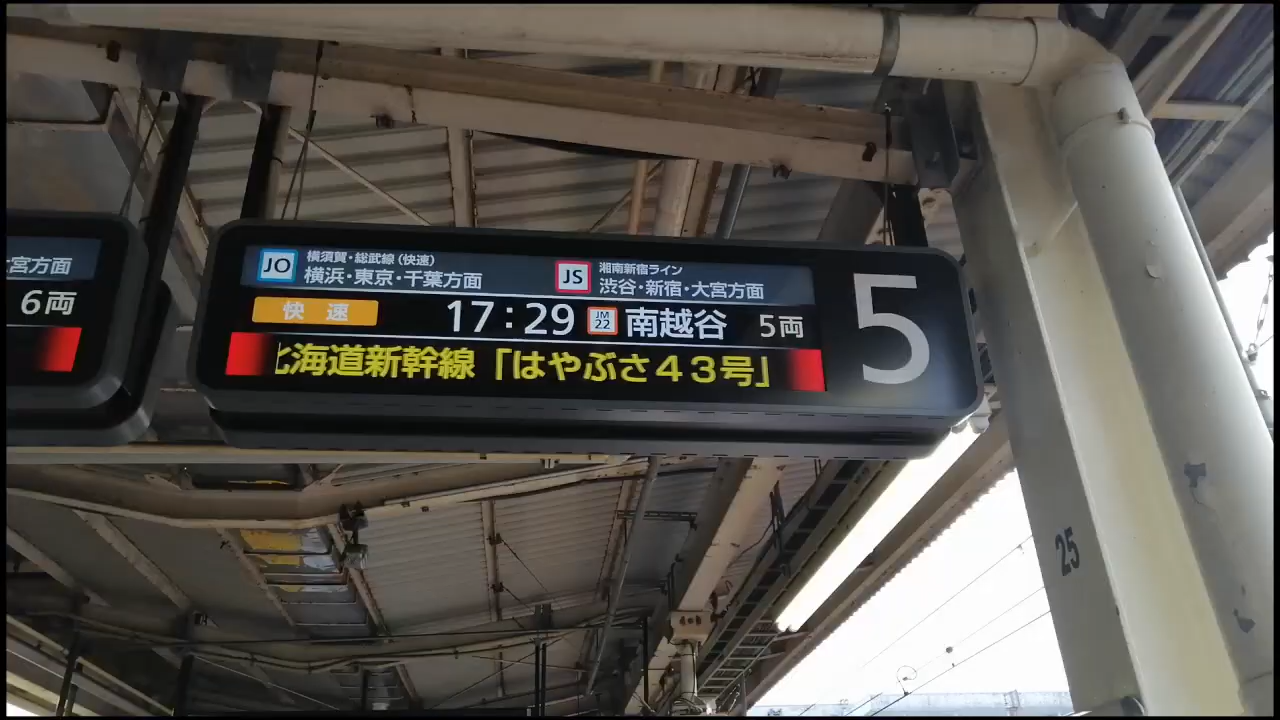 宮方面
6両
JO 横須賀・総武線(快速)
横浜・東京・千葉方面
JS 湘南新宿ライン
渋谷・新宿・大宮方面
快速 17:29 JM 22 南越谷 5両
北海道新幹線「はやぶさ43号」
5
25